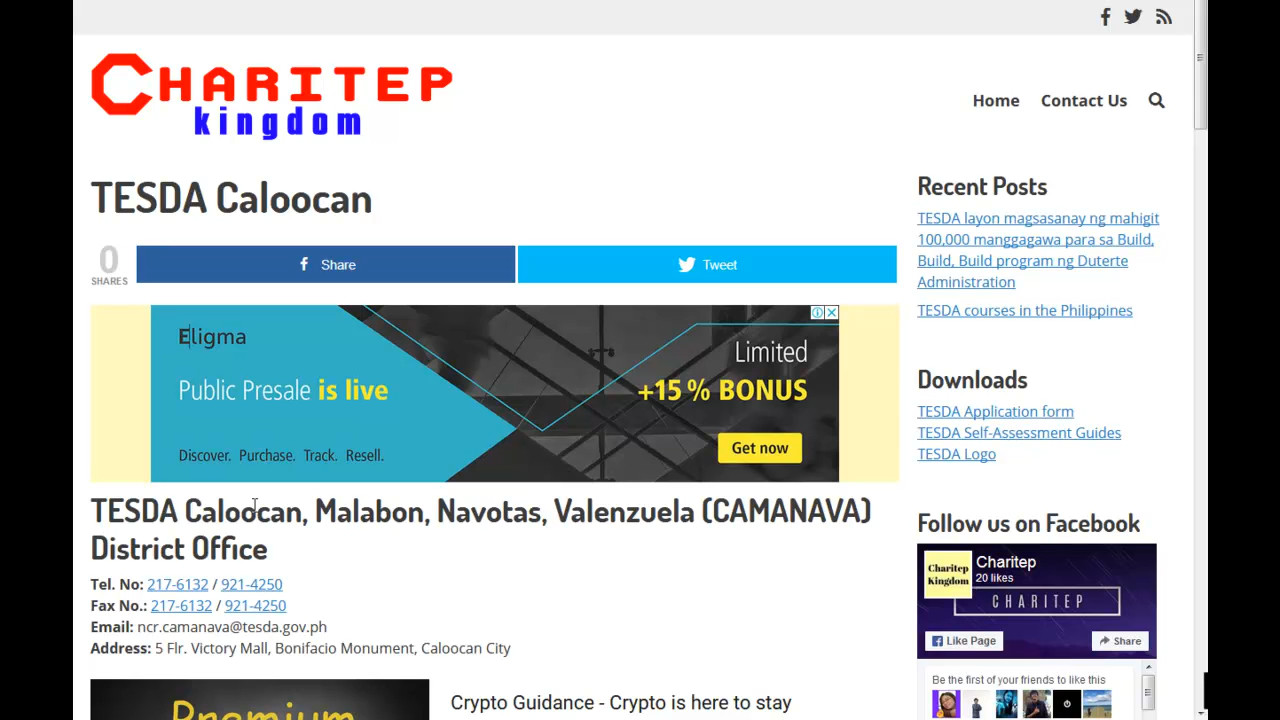 CHARITEP
kingdom
Home
Contact Us
TESDA Caloocan
0
SHARES
Share
Tweet
Eligma
Public Presale is live
Discover. Purchase. Track. Resell.
Limited
+15 % BONUS
Get now
TESDA Caloocan, Malabon, Navotas, Valenzuela (CAMANAVA)
District Office
Tel. No: 217-6132 / 921-4250
Fax No.: 217-6132 / 921-4250
Email: ncr.camanava@tesda.gov.ph
Address: 5 Flr. Victory Mall, Bonifacio Monument, Caloocan City
Premium
Crypto Guidance - Crypto is here to stay
Recent Posts
TESDA layon magsasanay ng mahigit
100,000 manggagawa para sa Build,
Build, Build program ng Duterte
Administration
TESDA courses in the Philippines
Downloads
TESDA Application form
TESDA Self-Assessment Guides
TESDA Logo
Follow us on Facebook
Charitep
Kingdom
Charitep
20 likes
CHARITEP
Like Page
Share
Be the first of your friends to like this